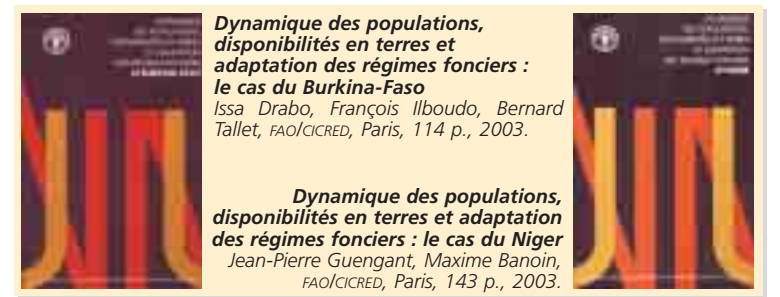 Dynamique des populations,
disponibilités en terres et
adaptation des régimes fonciers :
le cas du Burkina-Faso
Issa Drabo, François Ilboudo, Bernard
Tallet, FAO/CICRED, Paris, 114 p., 2003.
Dynamique des populations,
disponibilités en terres et adaptation
des régimes fonciers : le cas du Niger
Jean-Pierre Guengant, Maxime Banoin,
FAO/CICRED, Paris, 143 p., 2003.